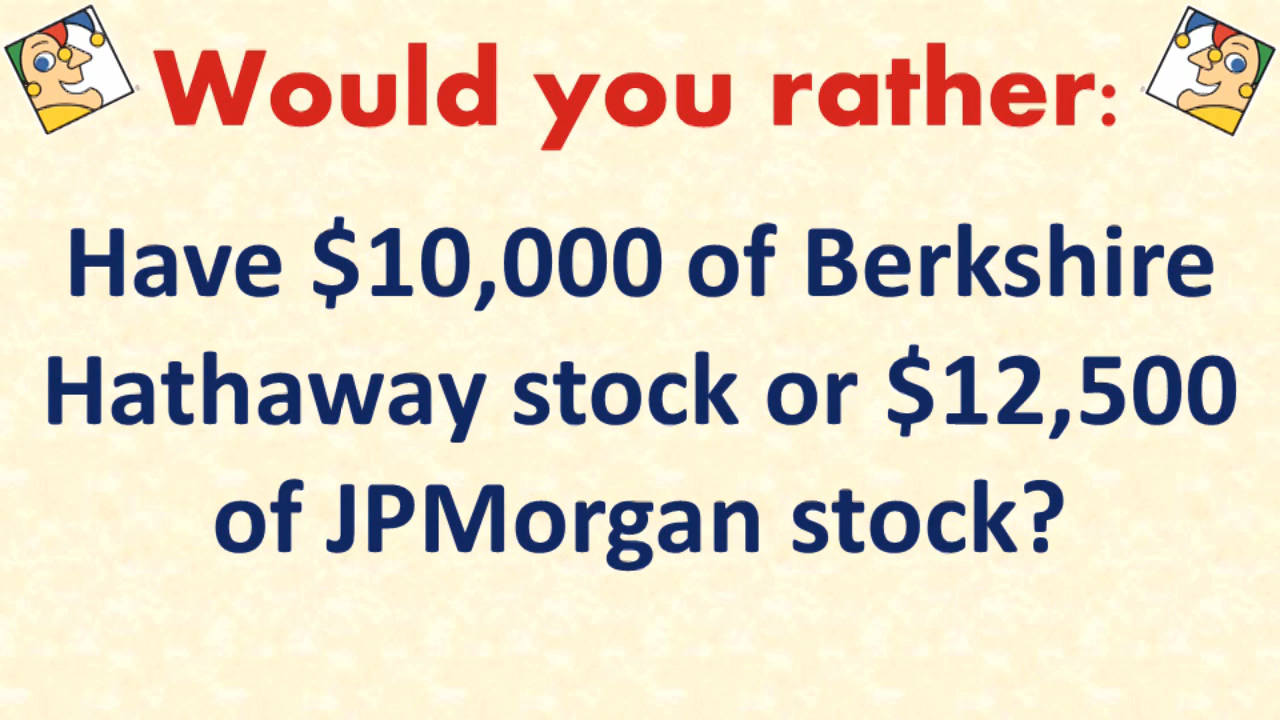 Would you rather:
Have $10,000 of Berkshire
Hathaway stock or $12,500
of JPMorgan stock?